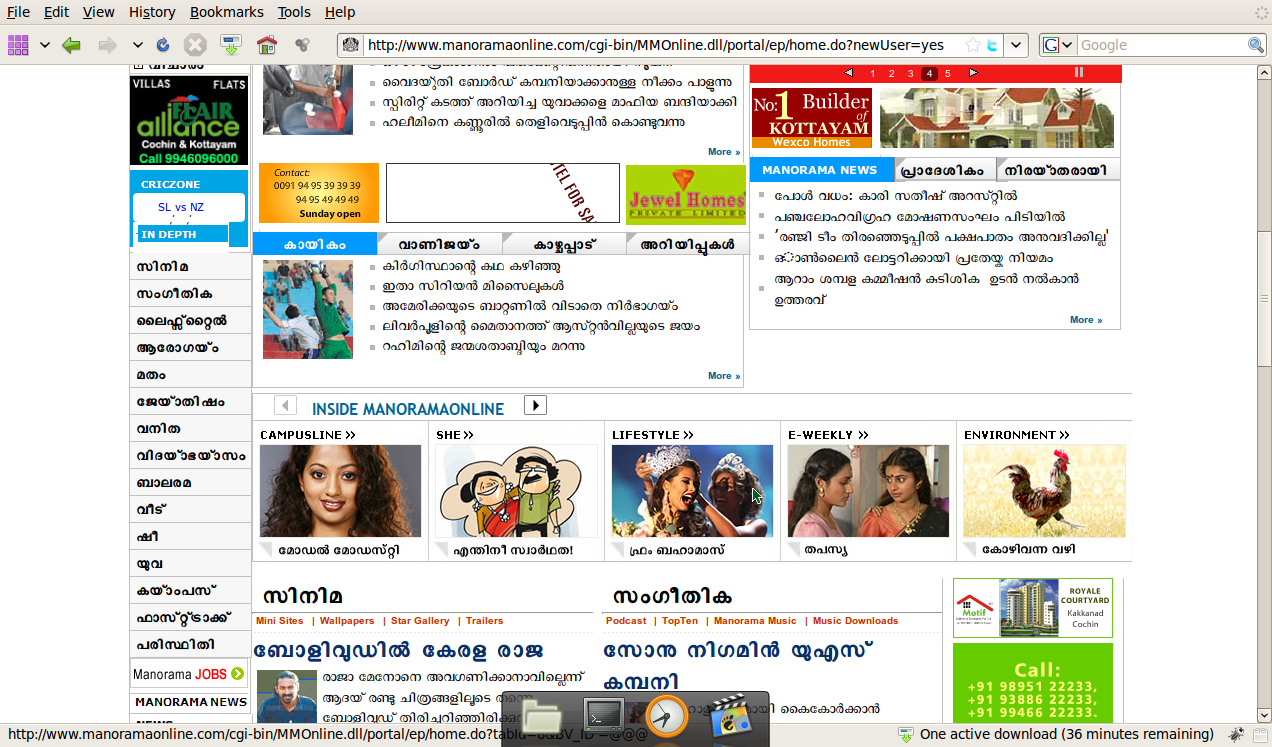 File Edit View History Bookmarks Tools Help
http://www.manoramaonline.com/cgi-bin/MMOnline.dll/portal/ep/home.do?newUser=yes
Google
VILLAS FLATS
FLAIR
alliance
Cochin & Kottayam
Call 9946096000
CRICZONE
SL vs NZ
IN DEPTH
സിനിമ
സംഗീതിക
ലൈഫ്സ്റ്റൈൽ
ആരോഗ്യം
മതം
ജ്യോതിഷം
വനിത
വിദ്യാഭ്യാസം
ബാലരമ
വീട്
ഷീ
യുവ
ക്യാംപസ്
ഫാസ്റ്റ്ട്രാക്ക്
പരിസ്ഥിതി
Manorama JOBS
MANORAMA NEWS
വൈദ്യുതി ബോർഡ് കമ്പനിയാക്കാനുള്ള നീക്കം പാളുന്നു
സ്പിരിറ്റ് കടത്ത് അറിയിച്ച യുവാക്കളെ മാഫിയ ബന്ദിയാക്കി
ഹലീമിനെ കണ്ണൂരിൽ തെളിവെടുപ്പിൻ കൊണ്ടുവന്നു
More »
Contact:
0091 94 95 39 39 39
94 95 49 49 49
Sunday open
Jewel Homes
PRIVATE LIMITED
കായികം വാണിജ്യം കാഴ്ചപ്പാട് അറിയിപ്പുകൾ
കിർഗിസ്ഥാന്റെ കഥ കഴിഞ്ഞു
ഇതാ സിറിയൻ മിസൈലുകൾ
അമേരിക്കയുടെ ബാറ്റണിൽ വിടാതെ നിർഭാഗ്യം
ലിവർപൂളിന്റെ മൈതാനത്ത് ആസ്റ്റൻവില്ലയുടെ ജയം
റഹിമിന്റെ ജന്മശതാബ്ദിയും മറന്നു
More »
1 2 3 4 5
No:1 Builder
of
KOTTAYAM
Wexco Homes
MANORAMA NEWS പ്രാദേശികം നിര്യാതരായി
പോൾ വധം: കാരി സതീഷ് അറസ്റ്റിൽ
പഞ്ചലോഹവിഗ്രഹ മോഷണസംഘം പിടിയിൽ
'രഞ്ജി ടീം തിരഞ്ഞെടുപ്പിൽ പക്ഷപാതം അനുവദിക്കില്ല'
ഓൺലൈൻ ലോട്ടറിക്കായി പ്രത്യേക നിയമം
ആറാം ശമ്പള കമ്മീഷൻ കുടിശിക ഉടൻ നൽകാൻ
ഉത്തരവ്
More »
INSIDE MANORAMAONLINE
CAMPUSLINE >> SHE >> LIFESTYLE >> E-WEEKLY >> ENVIRONMENT >>
മോഡൽ മോഡസ്റ്റി എന്തിനീ സ്വാർഥത! ഫ്രം ബഹാമാസ് തപസ്യ കോഴിവന്ന വഴി
സിനിമ
Mini Sites | Wallpapers | Star Gallery | Trailers
ബോളിവുഡിൽ കേരള രാജ
രാജാ മേനോനെ അവഗണിക്കാനാവില്ലെന്ന്
ആദ്യ രണ്ടു ചിത്രങ്ങളിലൂടെ തന്നെ
ബോളിവുഡ് തിരിച്ചറിഞ്ഞിരിക്കു
സംഗീതിക
Podcast | TopTen | Manorama Music | Music Downloads
സോനു നിഗമിൻ യുഎസ്
കമ്പനി
കൈകോർക്കാൻ
Motif
ROYALE
COURTYARD
Kakkanad
Cochin
Call:
+91 98951 22233,
+91 93886 22233,
+91 99466 22233.
http://www.manoramaonline.com/cgi-bin/MMOnline.dll/portal/ep/home.do?tabId=
One active download (36 minutes remaining)